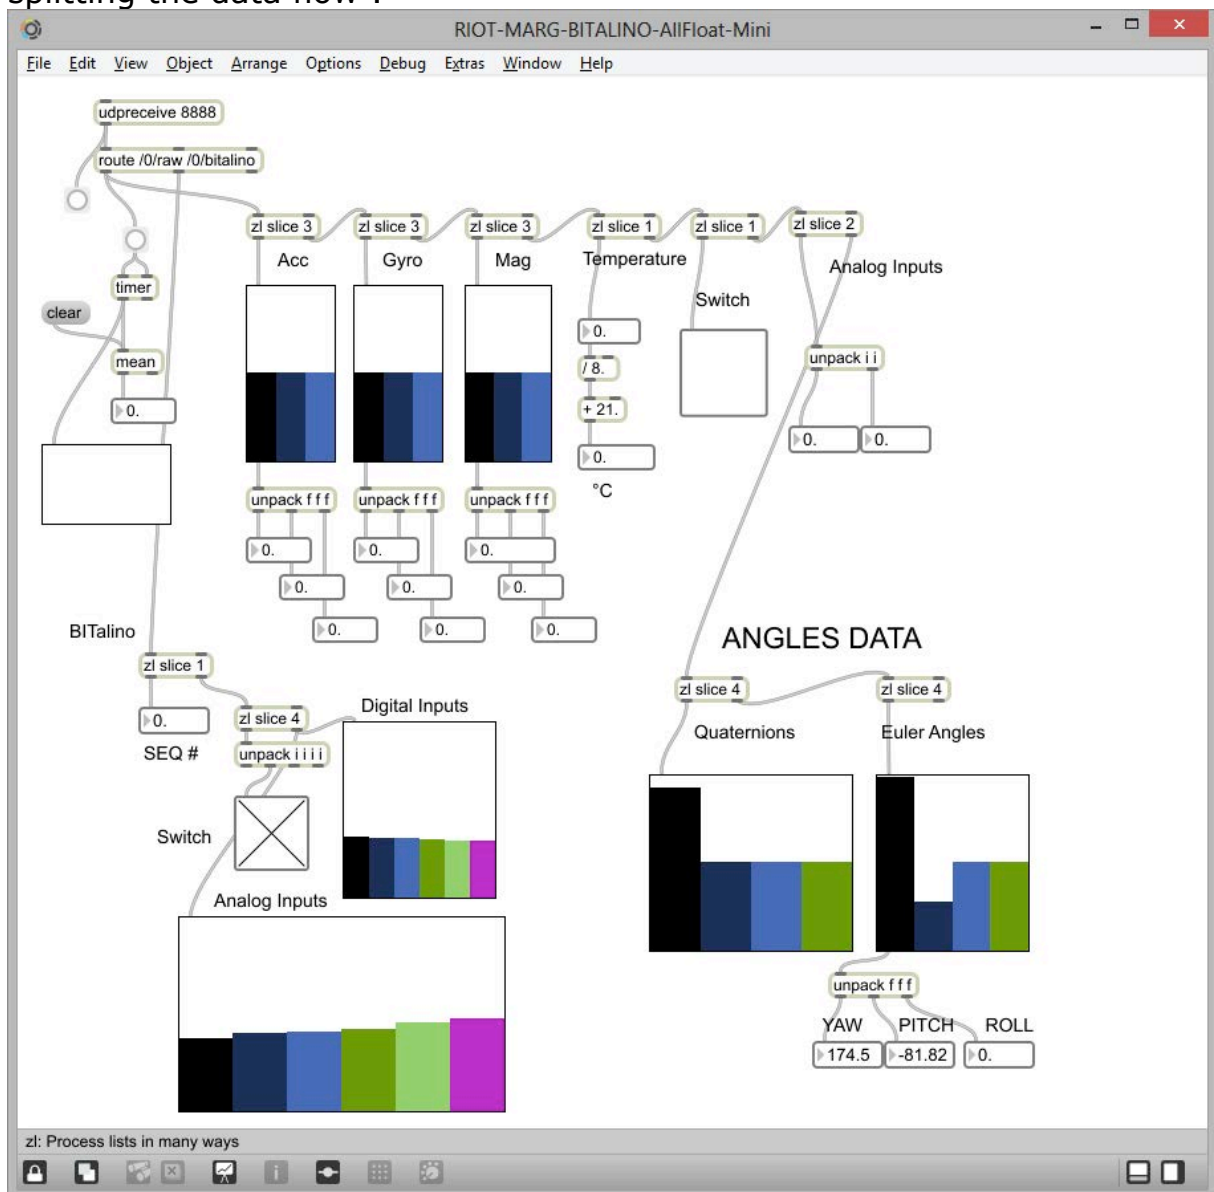 splitting the data flow :
RIOT-MARG-BITALINO-AllFloat-Mini
File Edit View Object Arrange Options Debug Extras Window Help
udpreceive 8888
route /0/raw /0/bitalino
zl slice 3 zl slice 3 zl slice 3 zl slice 1 zl slice 1 zl slice 2
Acc Gyro Mag Temperature Analog Inputs
timer
Switch
clear
0.
mean
unpack i i
/ 8.
0.
+ 21.
0. 0.
0.
°C
unpack f f f unpack f f f unpack f f f
0. 0. 0.
0. 0. 0.
0. 0. 0.
BITalino
ANGLES DATA
zl slice 1
zl slice 4 zl slice 4
0.
zl slice 4
Digital Inputs
Quaternions Euler Angles
SEQ #
unpack i i i i
Switch
Analog Inputs
unpack f f f
YAW PITCH ROLL
174.5 -81.82 0.
zl: Process lists in many ways